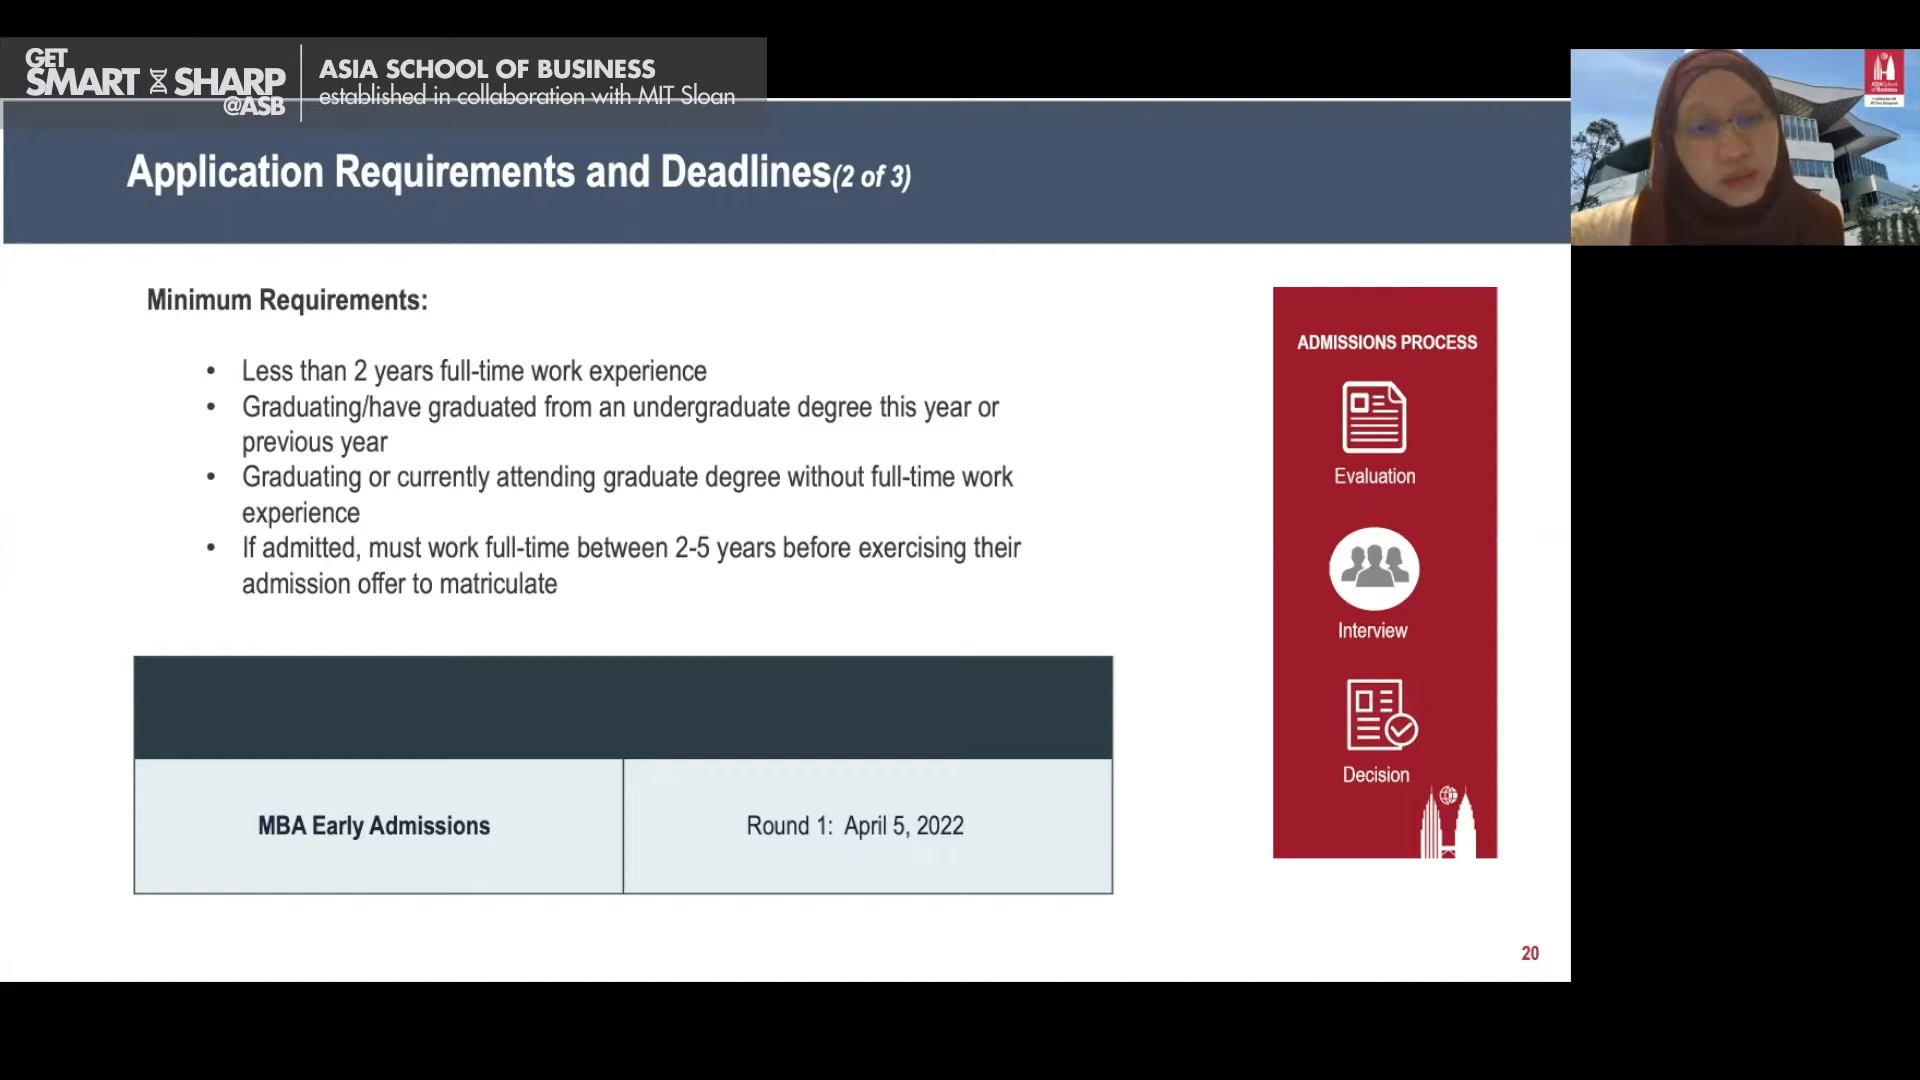 GET
SMART SHARP
@ASB
ASIA SCHOOL OF BUSINESS
established in collaboration with MIT Sloan
Application Requirements and Deadlines(2 of 3)
Minimum Requirements:
• Less than 2 years full-time work experience
• Graduating/have graduated from an undergraduate degree this year or
previous year
• Graduating or currently attending graduate degree without full-time work
experience
• If admitted, must work full-time between 2-5 years before exercising their
admission offer to matriculate
MBA Early Admissions
Round 1: April 5, 2022
ADMISSIONS PROCESS
Evaluation
Interview
Decision
20
ASIA School
of Business